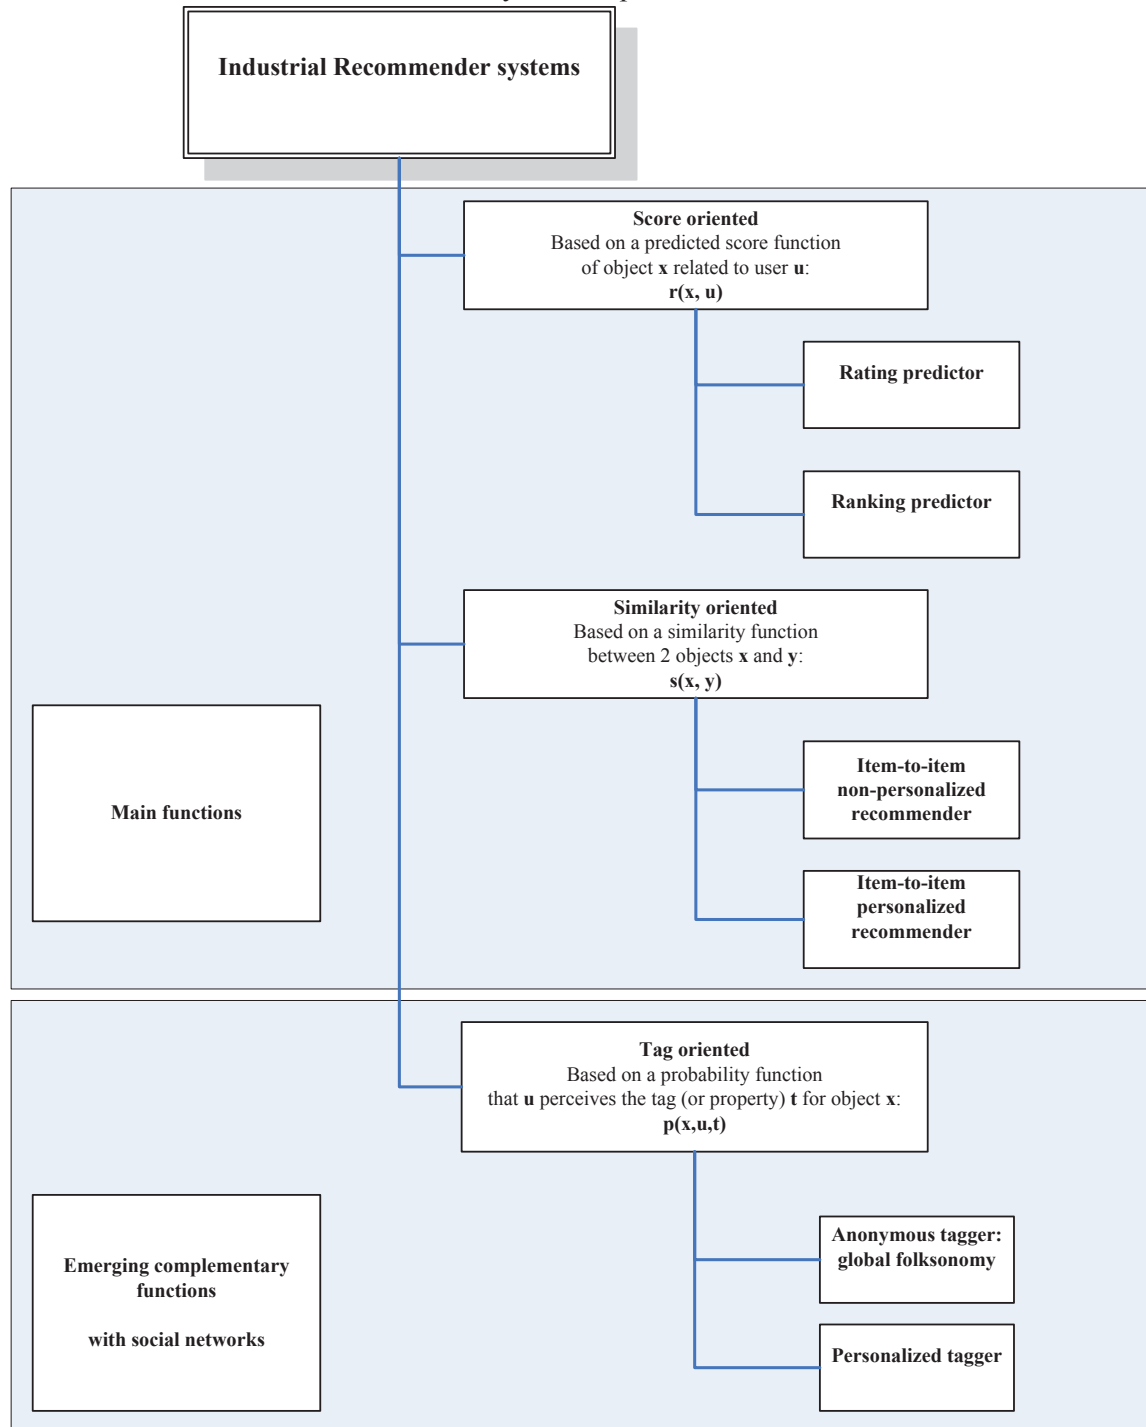 Industrial Recommender systems
Score oriented
Based on a predicted score function
of object x related to user u:
r(x, u)
Rating predictor
Ranking predictor
Similarity oriented
Based on a similarity function
between 2 objects x and y:
s(x, y)
Main functions
Item-to-item
non-personalized
recommender
Item-to-item
personalized
recommender
Tag oriented
Based on a probability function
that u perceives the tag (or property) t for object x:
p(x,u,t)
Emerging complementary
functions
with social networks
Anonymous tagger:
global folksonomy
Personalized tagger